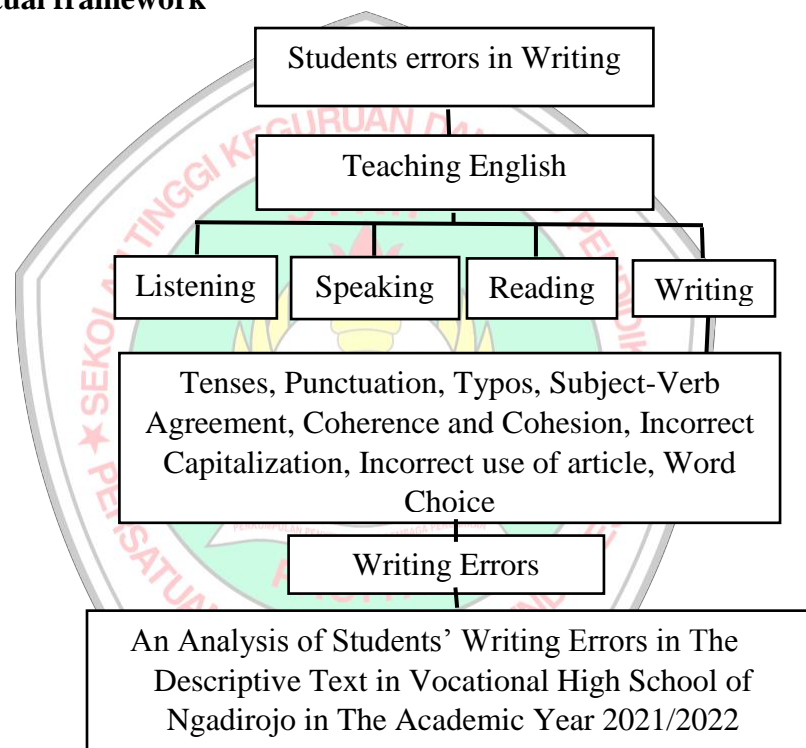 tual framework
Students errors in Writing
Teaching English
Listening
Speaking
Reading
Writing
Tenses, Punctuation, Typos, Subject-Verb
Agreement, Coherence and Cohesion, Incorrect
Capitalization, Incorrect use of article, Word
Choice
Writing Errors
An Analysis of Students’ Writing Errors in The
Descriptive Text in Vocational High School of
Ngadirojo in The Academic Year 2021/2022